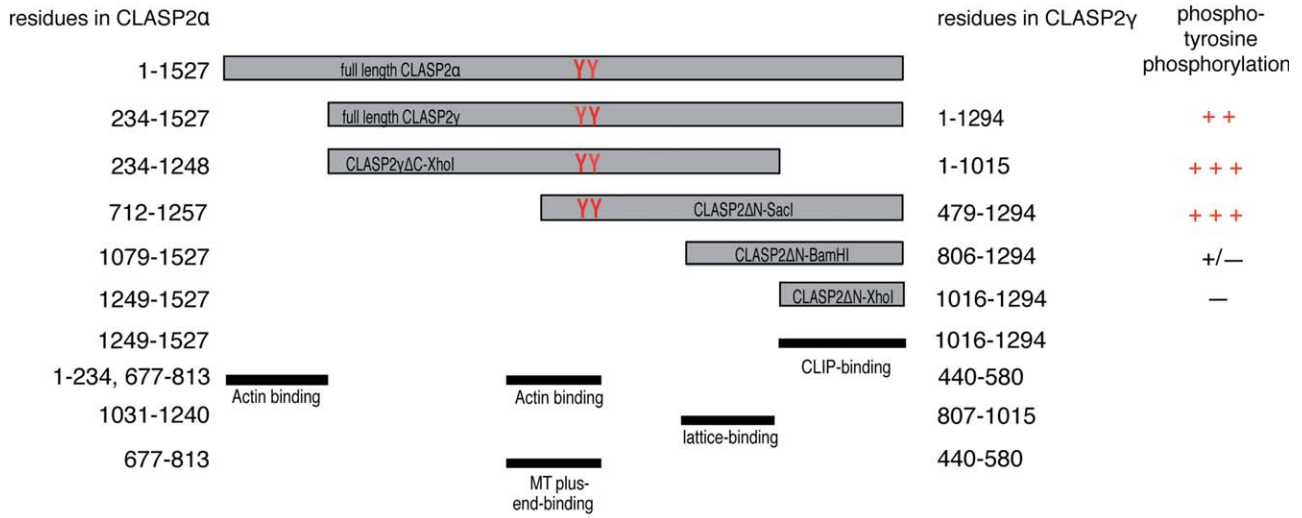 residues in CLASP2α residues in CLASP2γ phospho-
tyrosine
phosphorylation
1-1527 full length CLASP2α YY
234-1527 full length CLASP2γ YY 1-1294 + +
234-1248 CLASP2γΔC-XhoI YY 1-1015 + + +
712-1257 YY CLASP2ΔN-SacI 479-1294 + + +
1079-1527 CLASP2ΔN-BamHI 806-1294 +/—
1249-1527 CLASP2ΔN-XhoI 1016-1294 —
1249-1527 CLIP-binding 1016-1294
1-234, 677-813 Actin binding Actin binding 440-580
1031-1240 lattice-binding 807-1015
677-813 MT plus- 440-580
end-binding